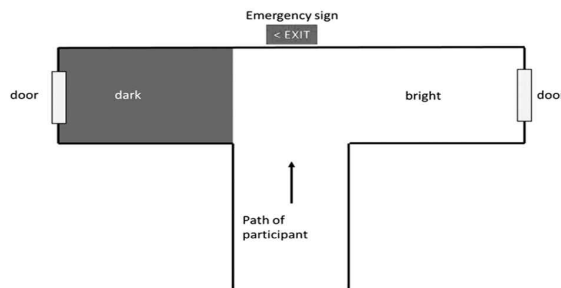 Emergency sign
< EXIT
door
dark
bright
doo
Path of
participant